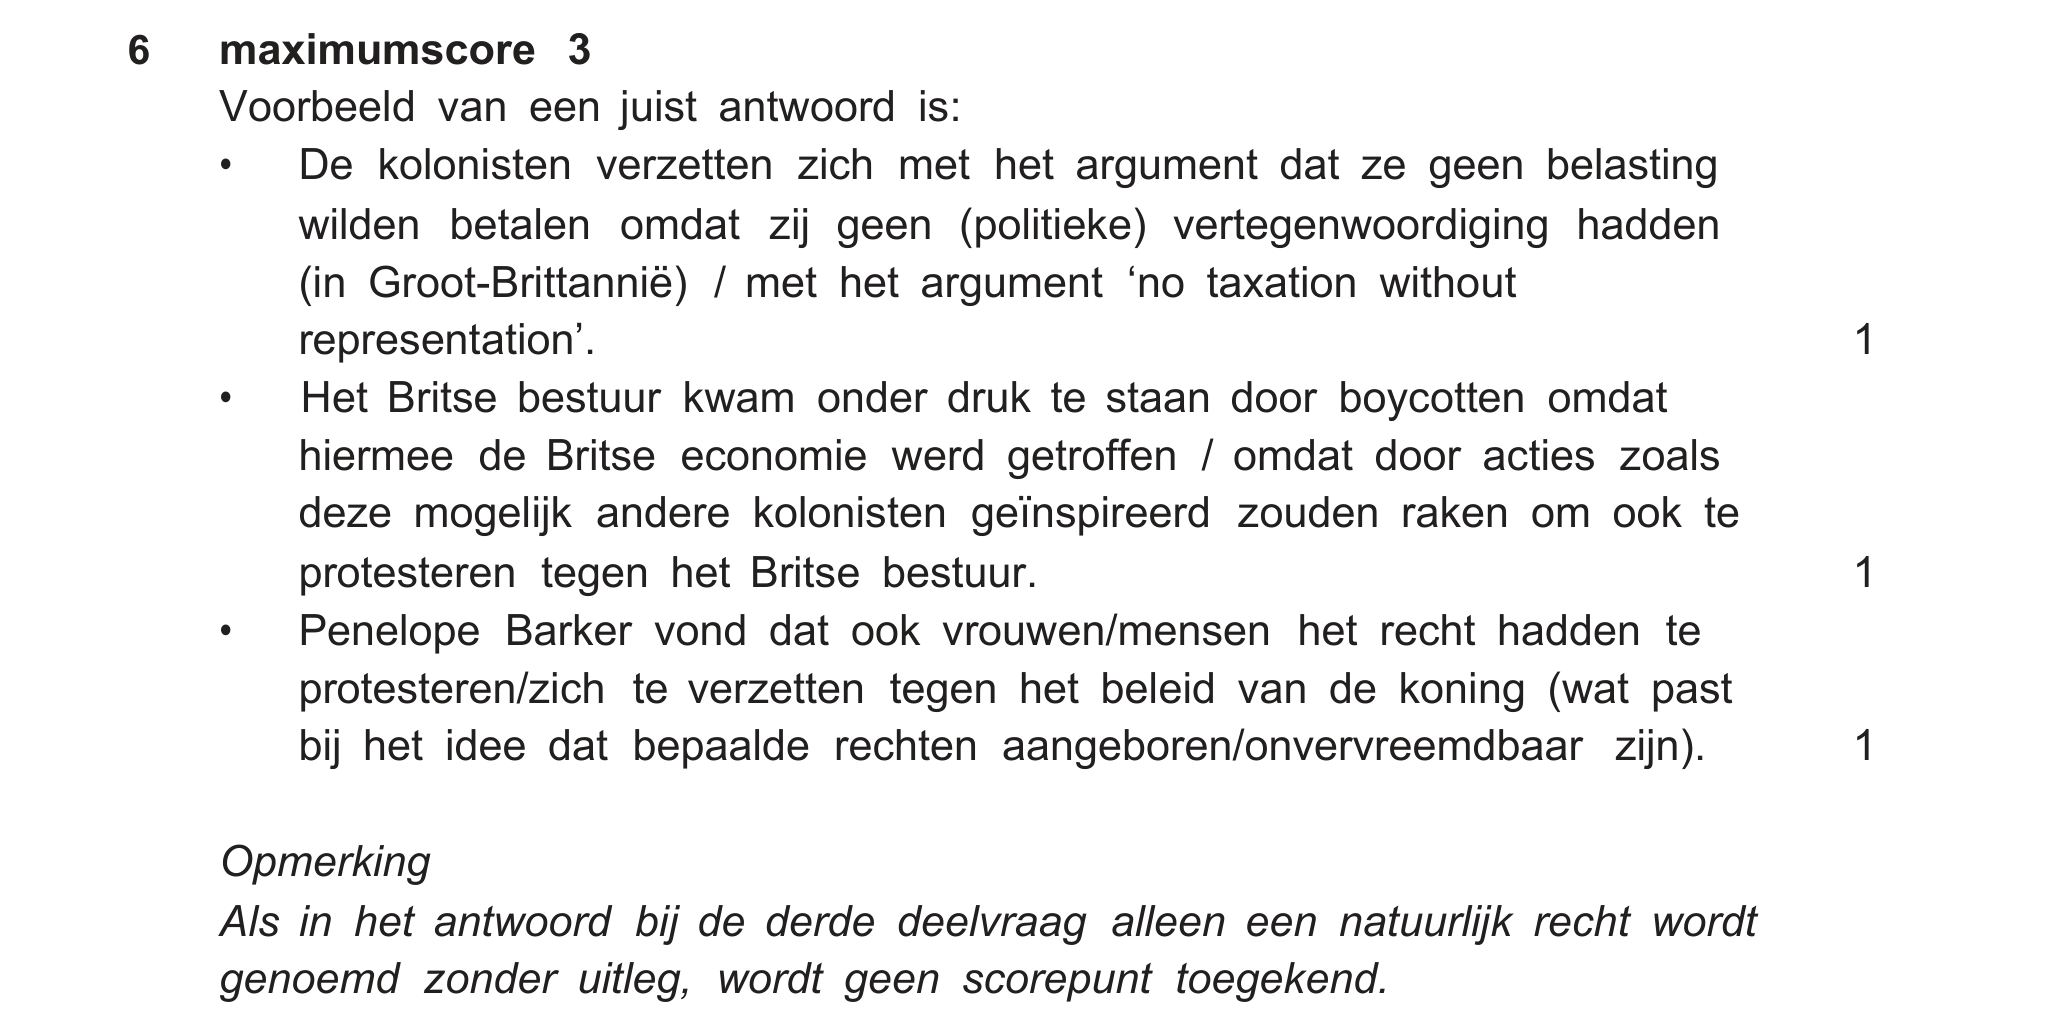 6 maximumscore 3
Voorbeeld van een juist antwoord is:
• De kolonisten verzetten zich met het argument dat ze geen belasting
wilden betalen omdat zij geen (politieke) vertegenwoordiging hadden
(in Groot-Brittannië) / met het argument ‘no taxation without
representation’. 1
• Het Britse bestuur kwam onder druk te staan door boycotten omdat
hiermee de Britse economie werd getroffen / omdat door acties zoals
deze mogelijk andere kolonisten geïnspireerd zouden raken om ook te
protesteren tegen het Britse bestuur. 1
• Penelope Barker vond dat ook vrouwen/mensen het recht hadden te
protesteren/zich te verzetten tegen het beleid van de koning (wat past
bij het idee dat bepaalde rechten aangeboren/onvervreemdbaar zijn). 1
Opmerking
Als in het antwoord bij de derde deelvraag alleen een natuurlijk recht wordt
genoemd zonder uitleg, wordt geen scorepunt toegekend.